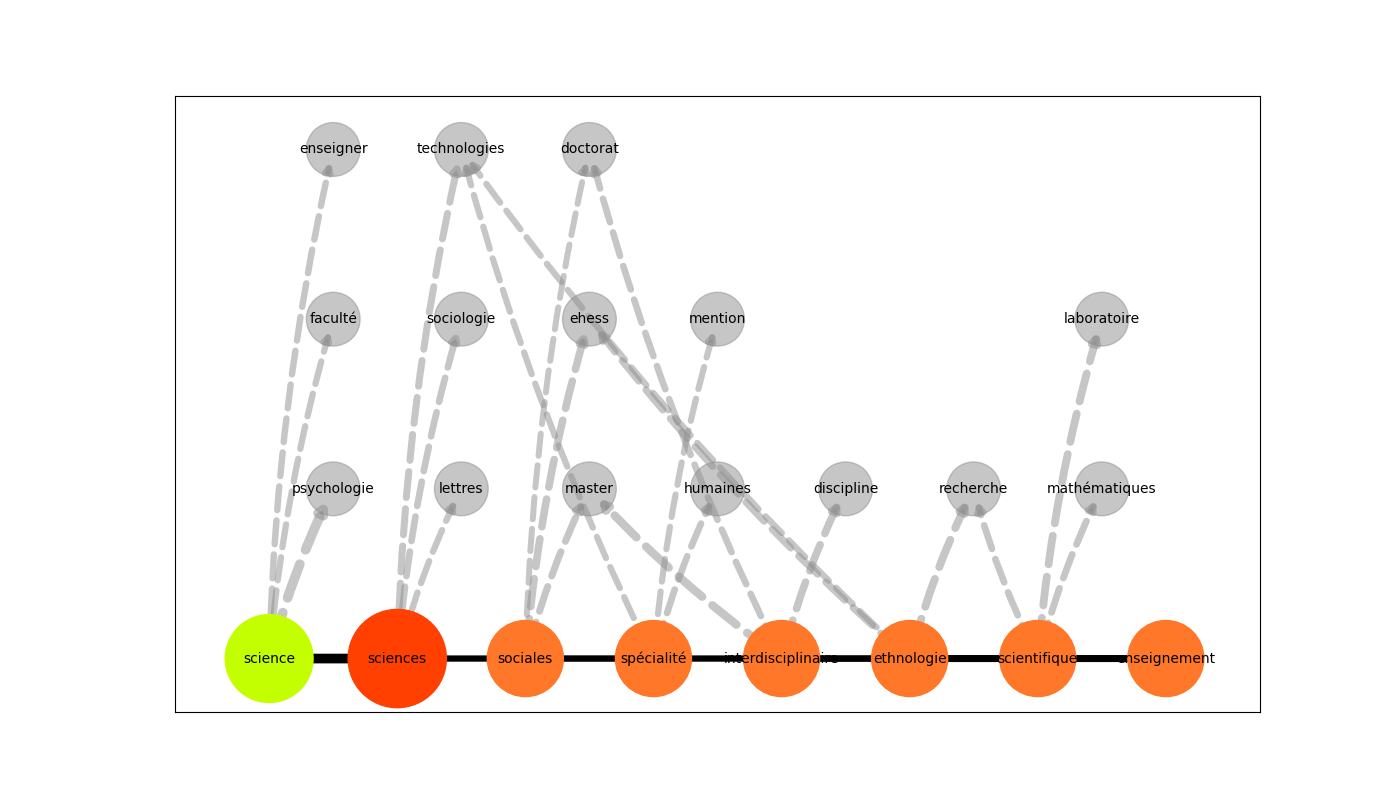 enseigner technologies doctorat
faculté sociologie ehess mention laboratoire
psychologie lettres master humaines discipline recherche mathématiques
science sciences sociales spécialité interdisciplinaire ethnologie scientifique enseignement